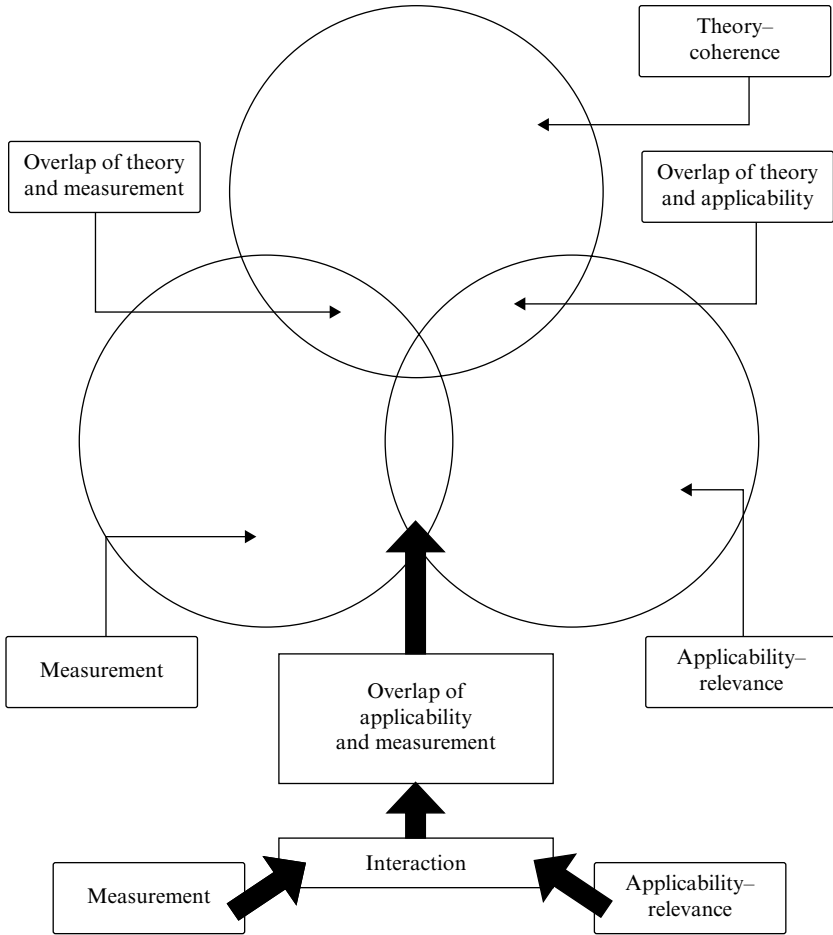 Theory–
coherence
Overlap of theory
and measurement
Overlap of theory
and applicability
Measurement
Applicability–
relevance
Overlap of
applicability
and measurement
Interaction
Measurement
Applicability–
relevance